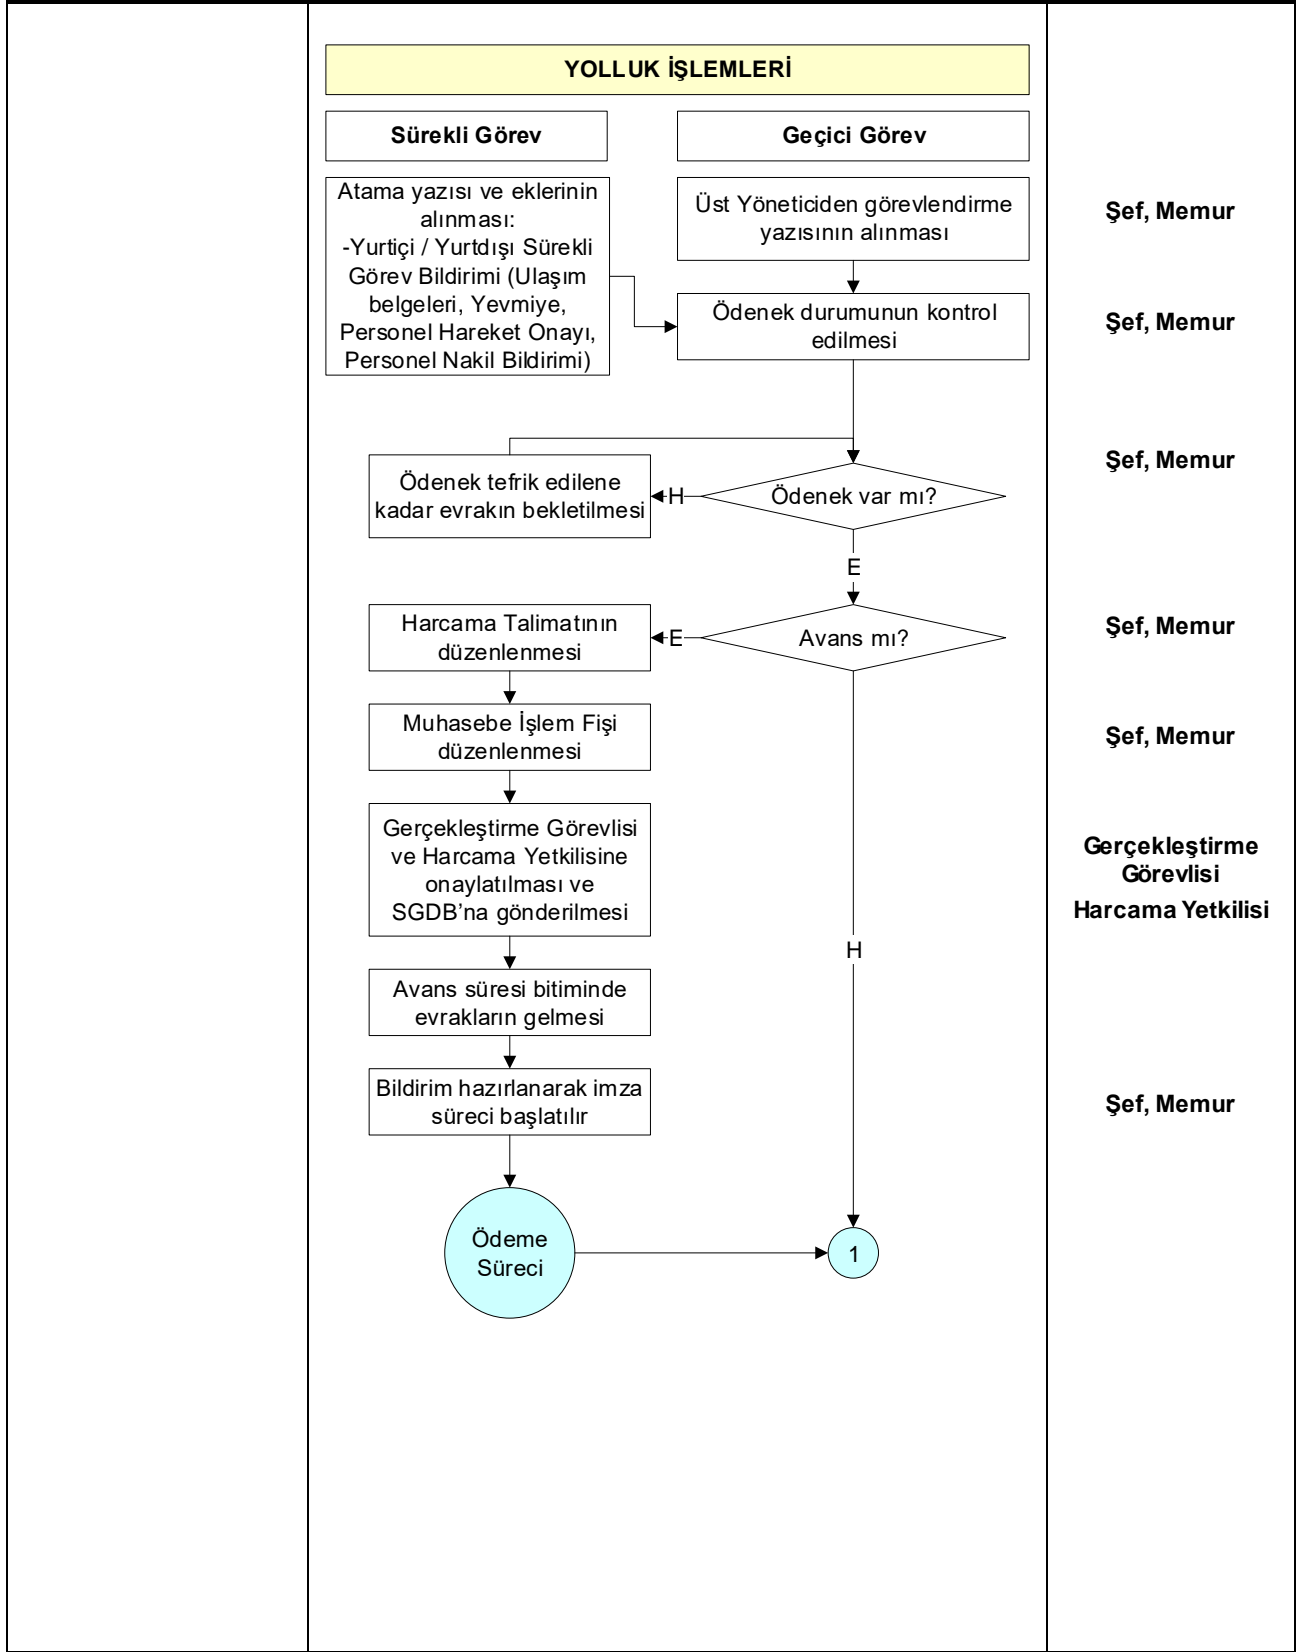 YOLLUK İŞLEMLERİ
Sürekli Görev
Geçici Görev
Atama yazısı ve eklerinin
alınması:
-Yurtiçi / Yurtdışı Sürekli
Görev Bildirimi (Ulaşım
belgeleri, Yevmiye,
Personel Hareket Onayı,
Personel Nakil Bildirimi)
Üst Yöneticiden görevlendirme
yazısının alınması
Şef, Memur
Ödenek durumunun kontrol
edilmesi
Şef, Memur
Ödenek tefrik edilene
kadar evrakın bekletilmesi
H
Ödenek var mı?
Şef, Memur
E
Harcama Talimatının
düzenlenmesi
E
Avans mı?
Şef, Memur
Muhasebe İşlem Fişi
düzenlenmesi
Şef, Memur
Gerçekleştirme Görevlisi
ve Harcama Yetkilisine
onaylatılması ve
SGDB’na gönderilmesi
Gerçekleştirme
Görevlisi
Harcama Yetkilisi
H
Avans süresi bitiminde
evrakların gelmesi
Bildirim hazırlanarak imza
süreci başlatılır
Şef, Memur
Ödeme
Süreci
1